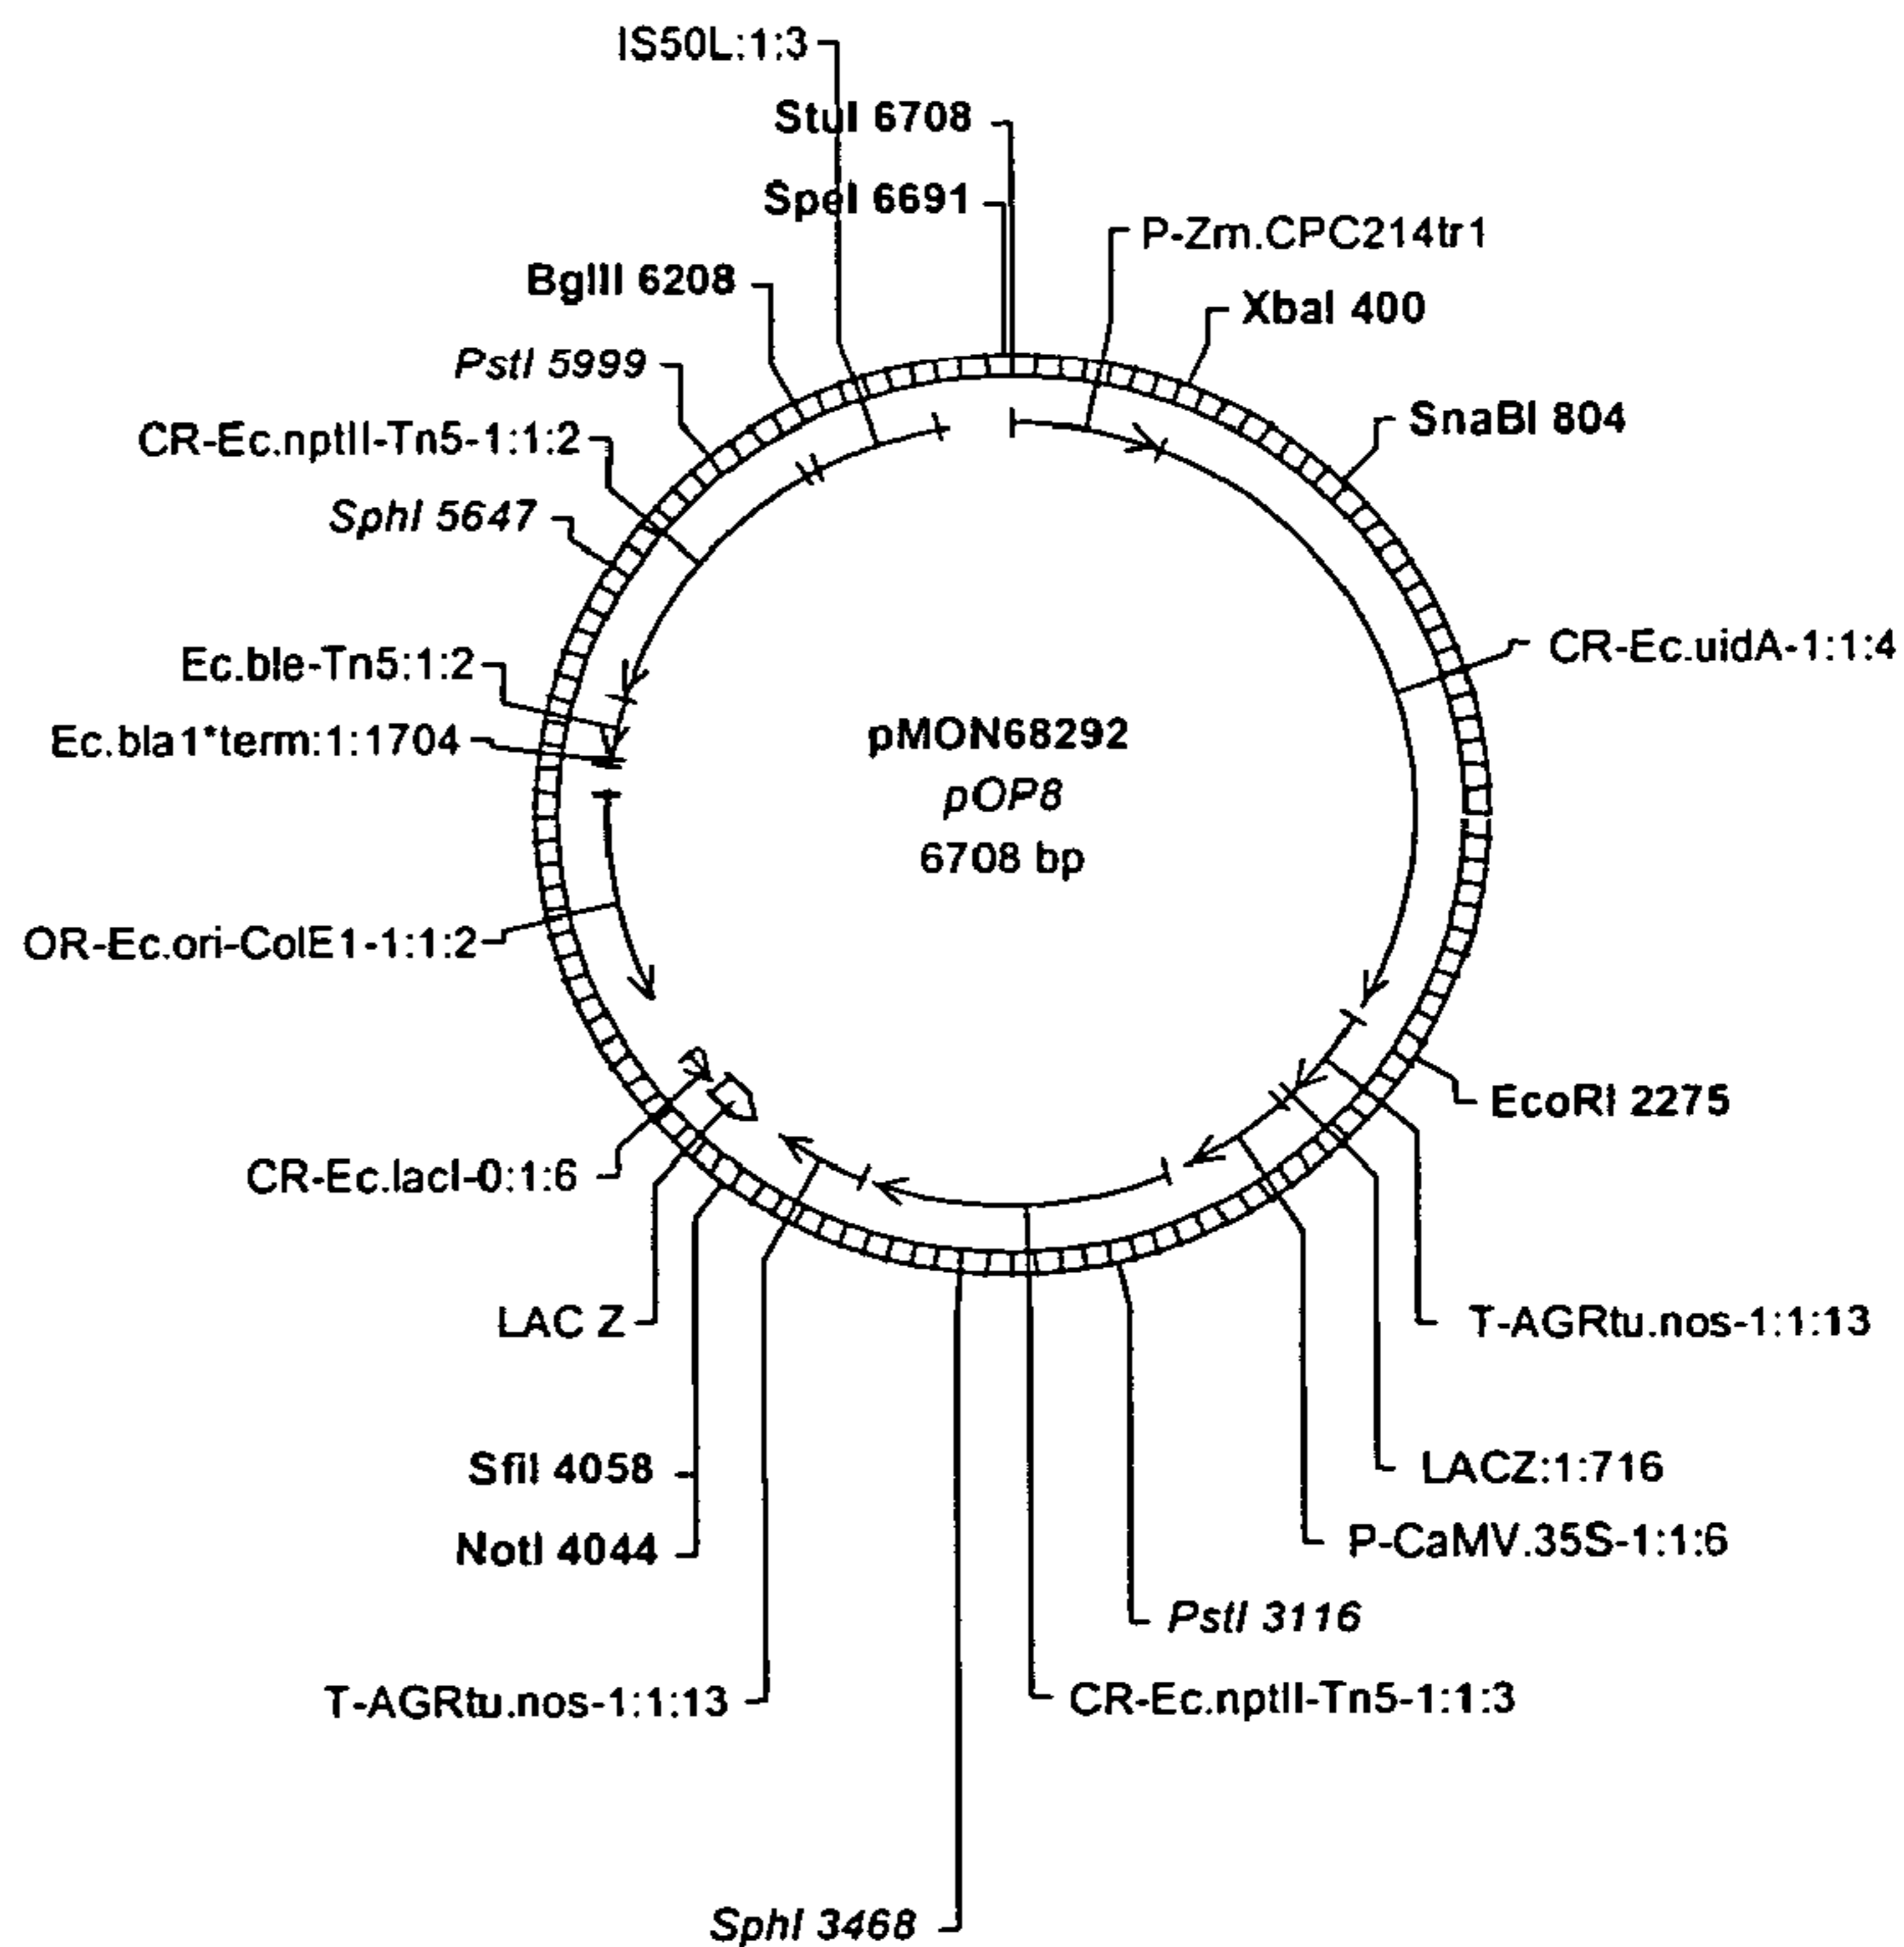 IS50L:1:3
StuI 6708
SpeI 6691
P-Zm.CPC214tr1
BglII 6208
XbaI 400
PstI 5999
SnaBI 804
CR-Ec.nptII-Tn5-1:1:2
SphI 5647
CR-Ec.uidA-1:1:4
Ec.ble-Tn5:1:2
Ec.bla1*term:1:1704
pMON68292
pOP8
6708 bp
OR-Ec.ori-ColE1-1:1:2
EcoRI 2275
CR-Ec.lacI-0:1:6
LAC Z
T-AGRtu.nos-1:1:13
SfiI 4058
LACZ:1:716
NotI 4044
P-CaMV.35S-1:1:6
PstI 3116
T-AGRtu.nos-1:1:13
CR-Ec.nptII-Tn5-1:1:3
SphI 3468